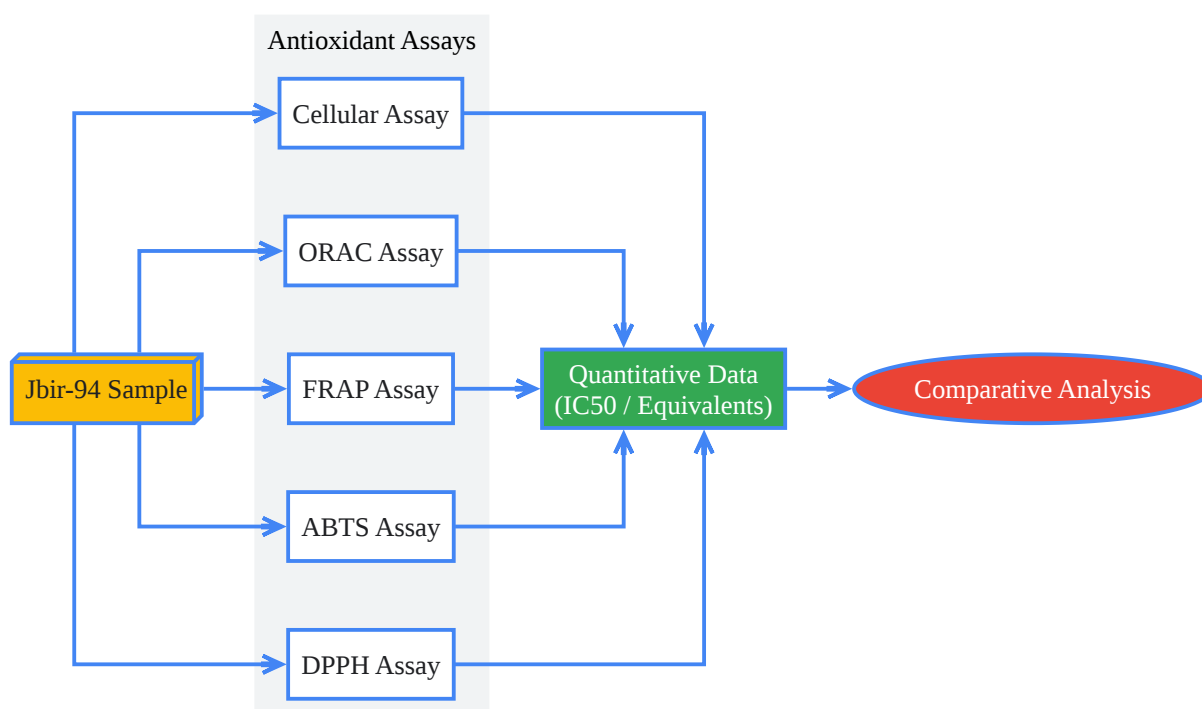 Antioxidant Assays
Cellular Assay
ORAC Assay
Jbir-94 Sample
FRAP Assay
Quantitative Data
(IC50 / Equivalents)
Comparative Analysis
ABTS Assay
DPPH Assay